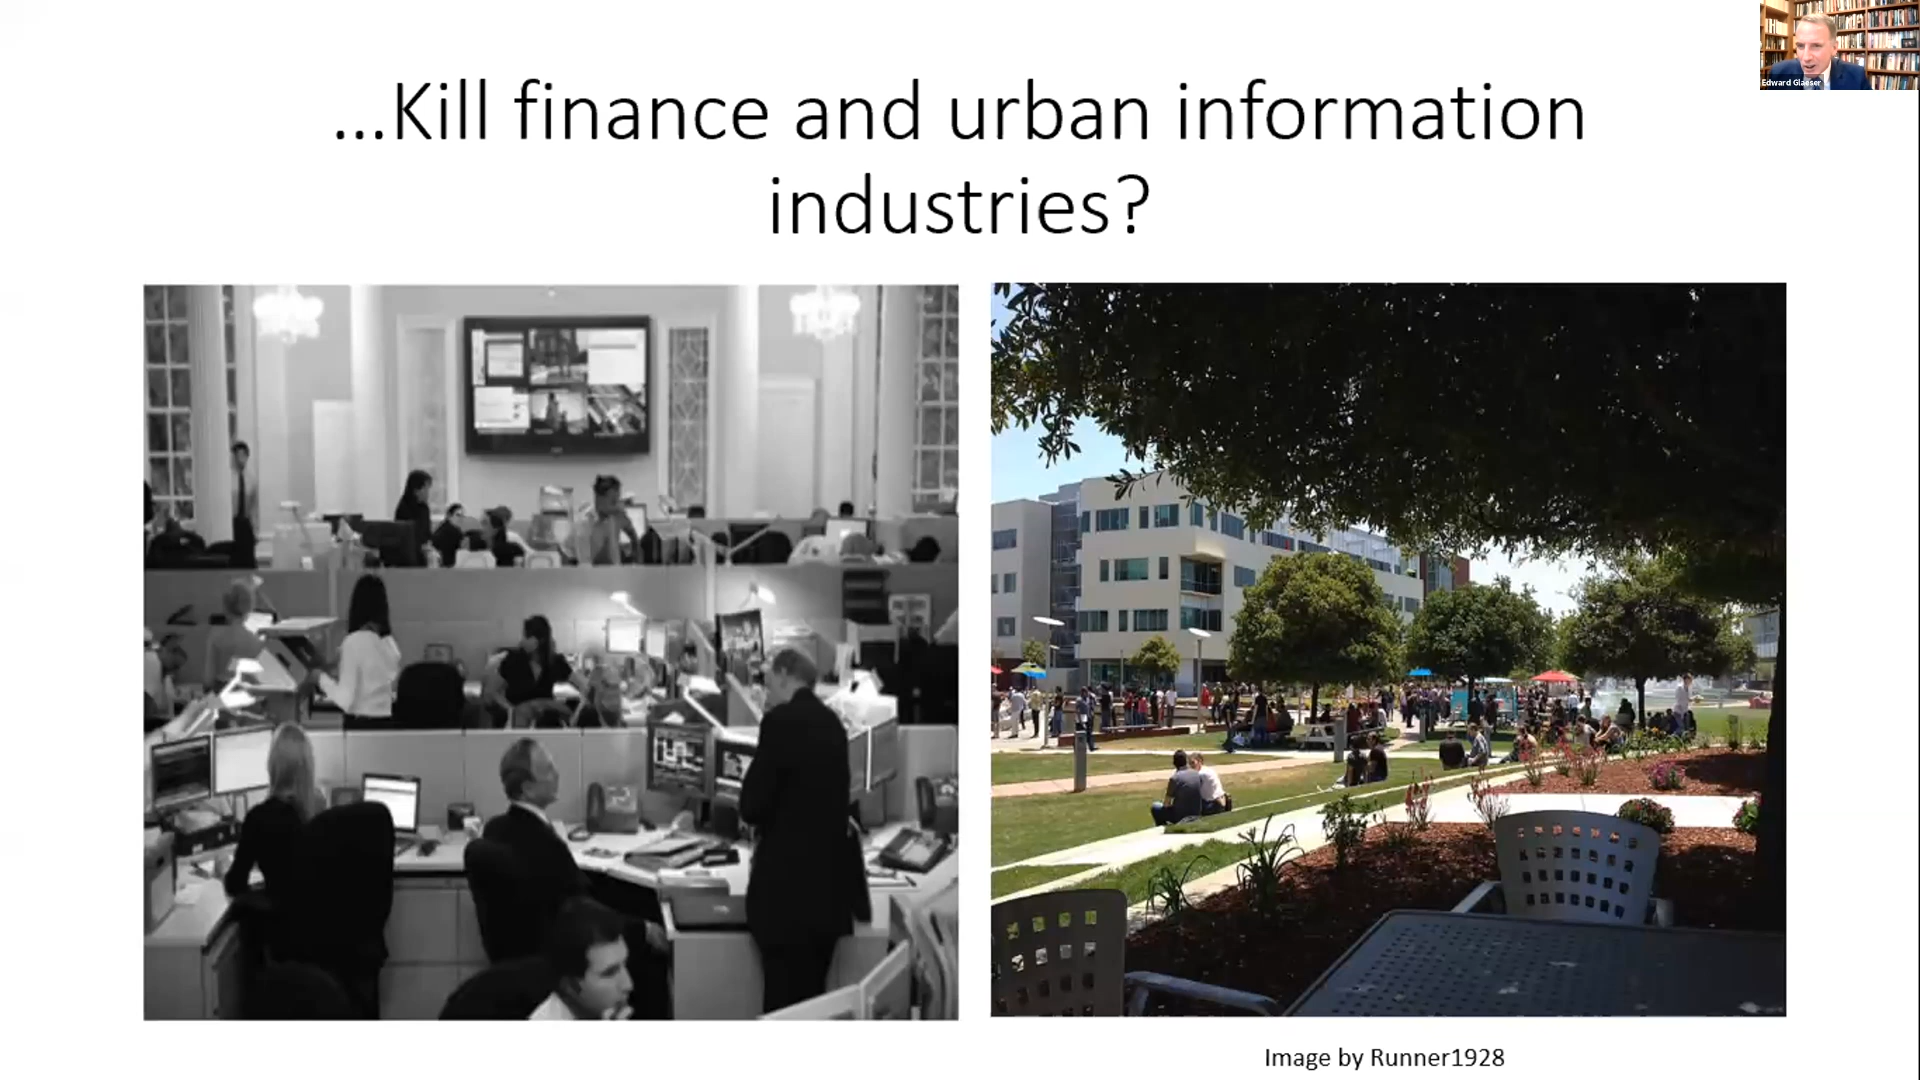 Edward Glaeser
...Kill finance and urban information
industries?
Image by Runner1928